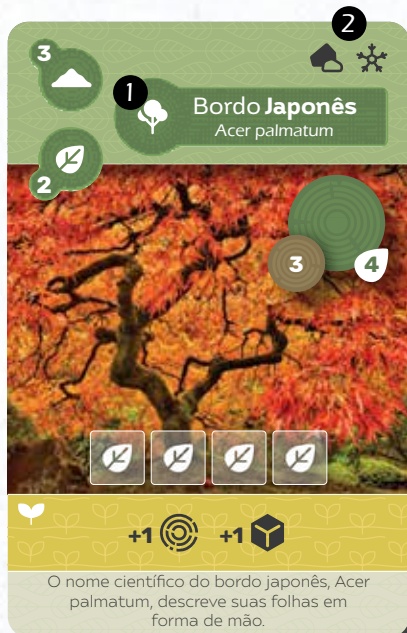 2
3
1
Bordo Japonês
Acer palmatum
2
3
4
+1 +1
O nome científico do bordo japonês, Acer
palmatum, descreve suas folhas em
forma de mão.